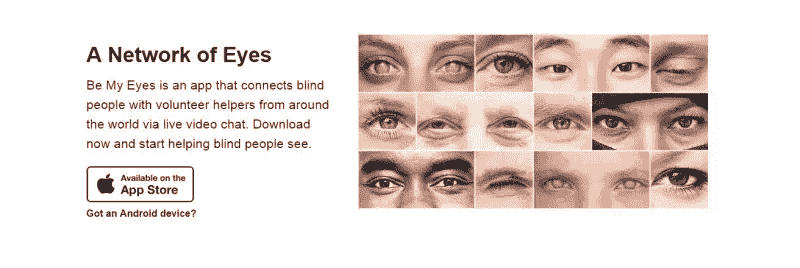 A Network of Eyes
Be My Eyes is an app that connects blind
people with volunteer helpers from around
the world via live video chat. Download
now and start helping blind people see.
Available on the
App Store
Got an Android device?